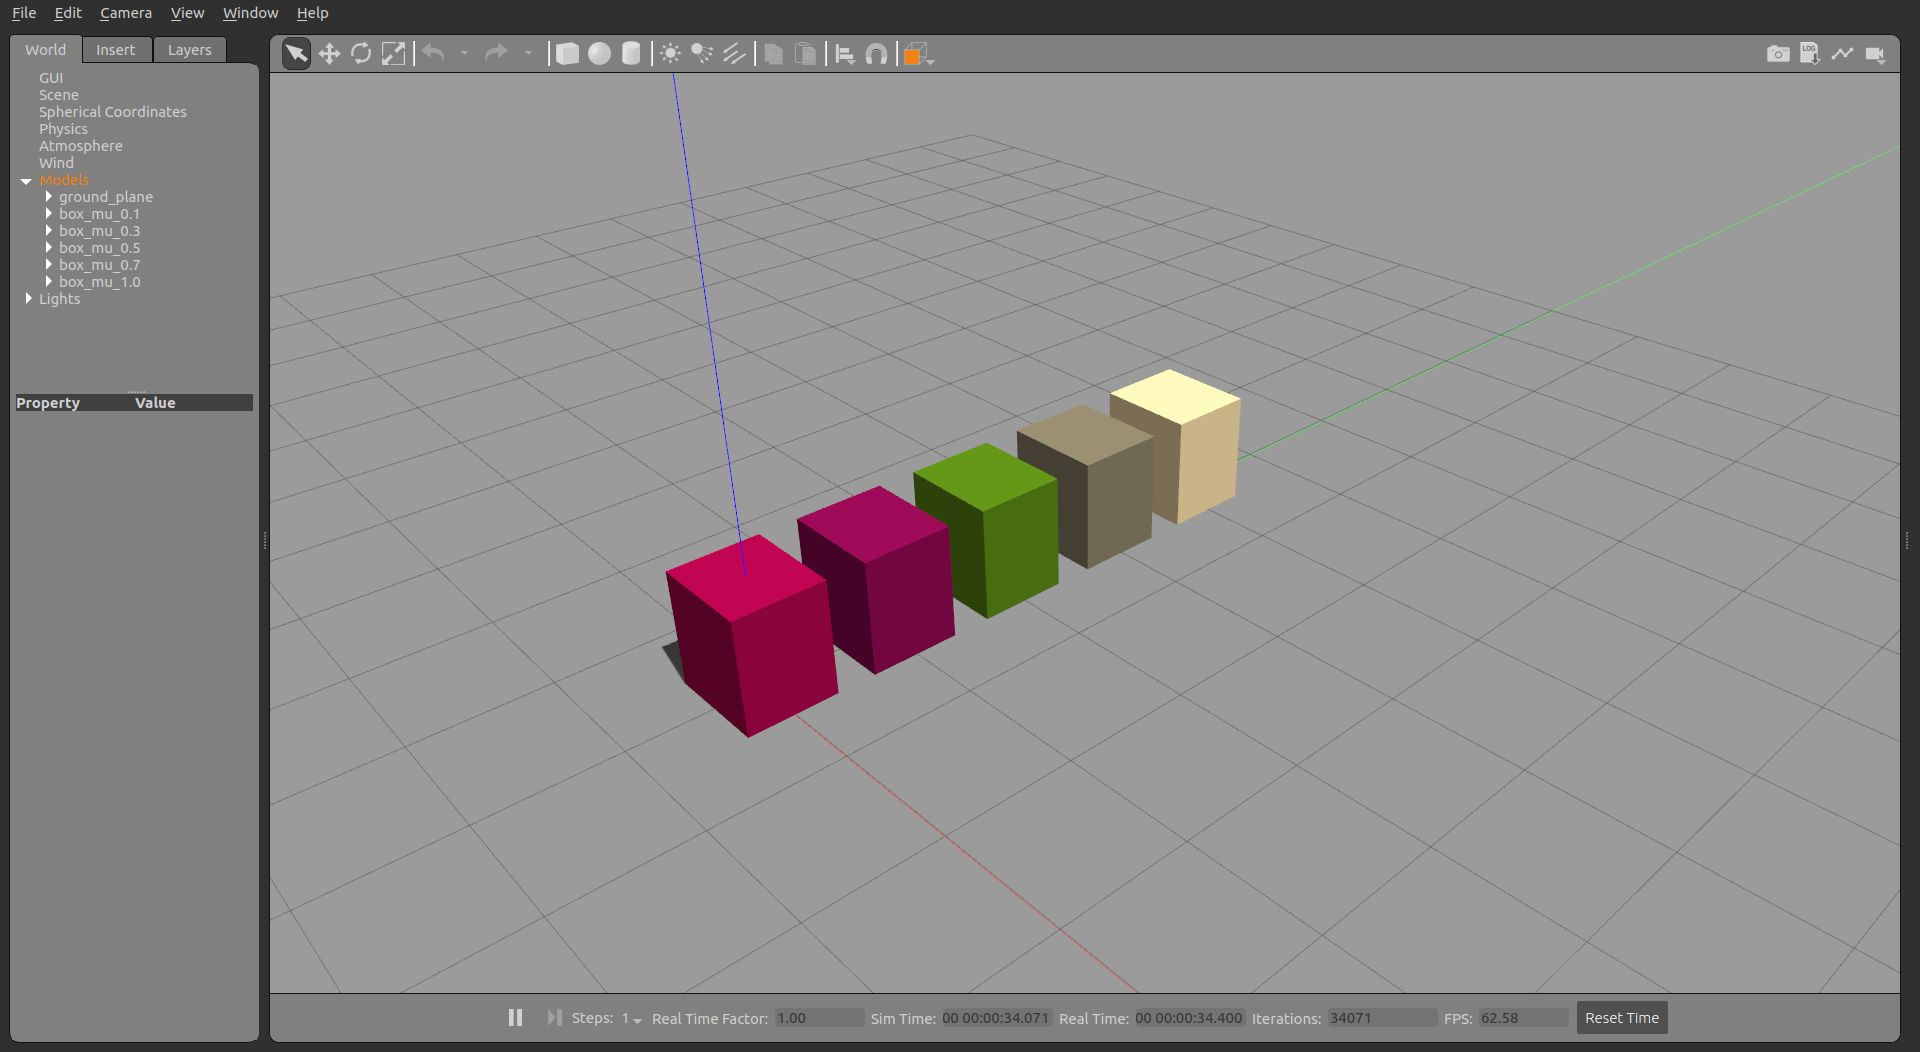 File Edit Camera View Window Help
World Insert Layers
LOG
GUI
Scene
Spherical Coordinates
Physics
Atmosphere
Wind
Models
ground_plane
box_mu_0.1
box_mu_0.3
box_mu_0.5
box_mu_0.7
box_mu_1.0
Lights
Property Value
Steps: 1 Real Time Factor: 1.00 Sim Time: 00 00:00:34.071 Real Time: 00 00:00:34.400 Iterations: 34071 FPS: 62.58 Reset Time